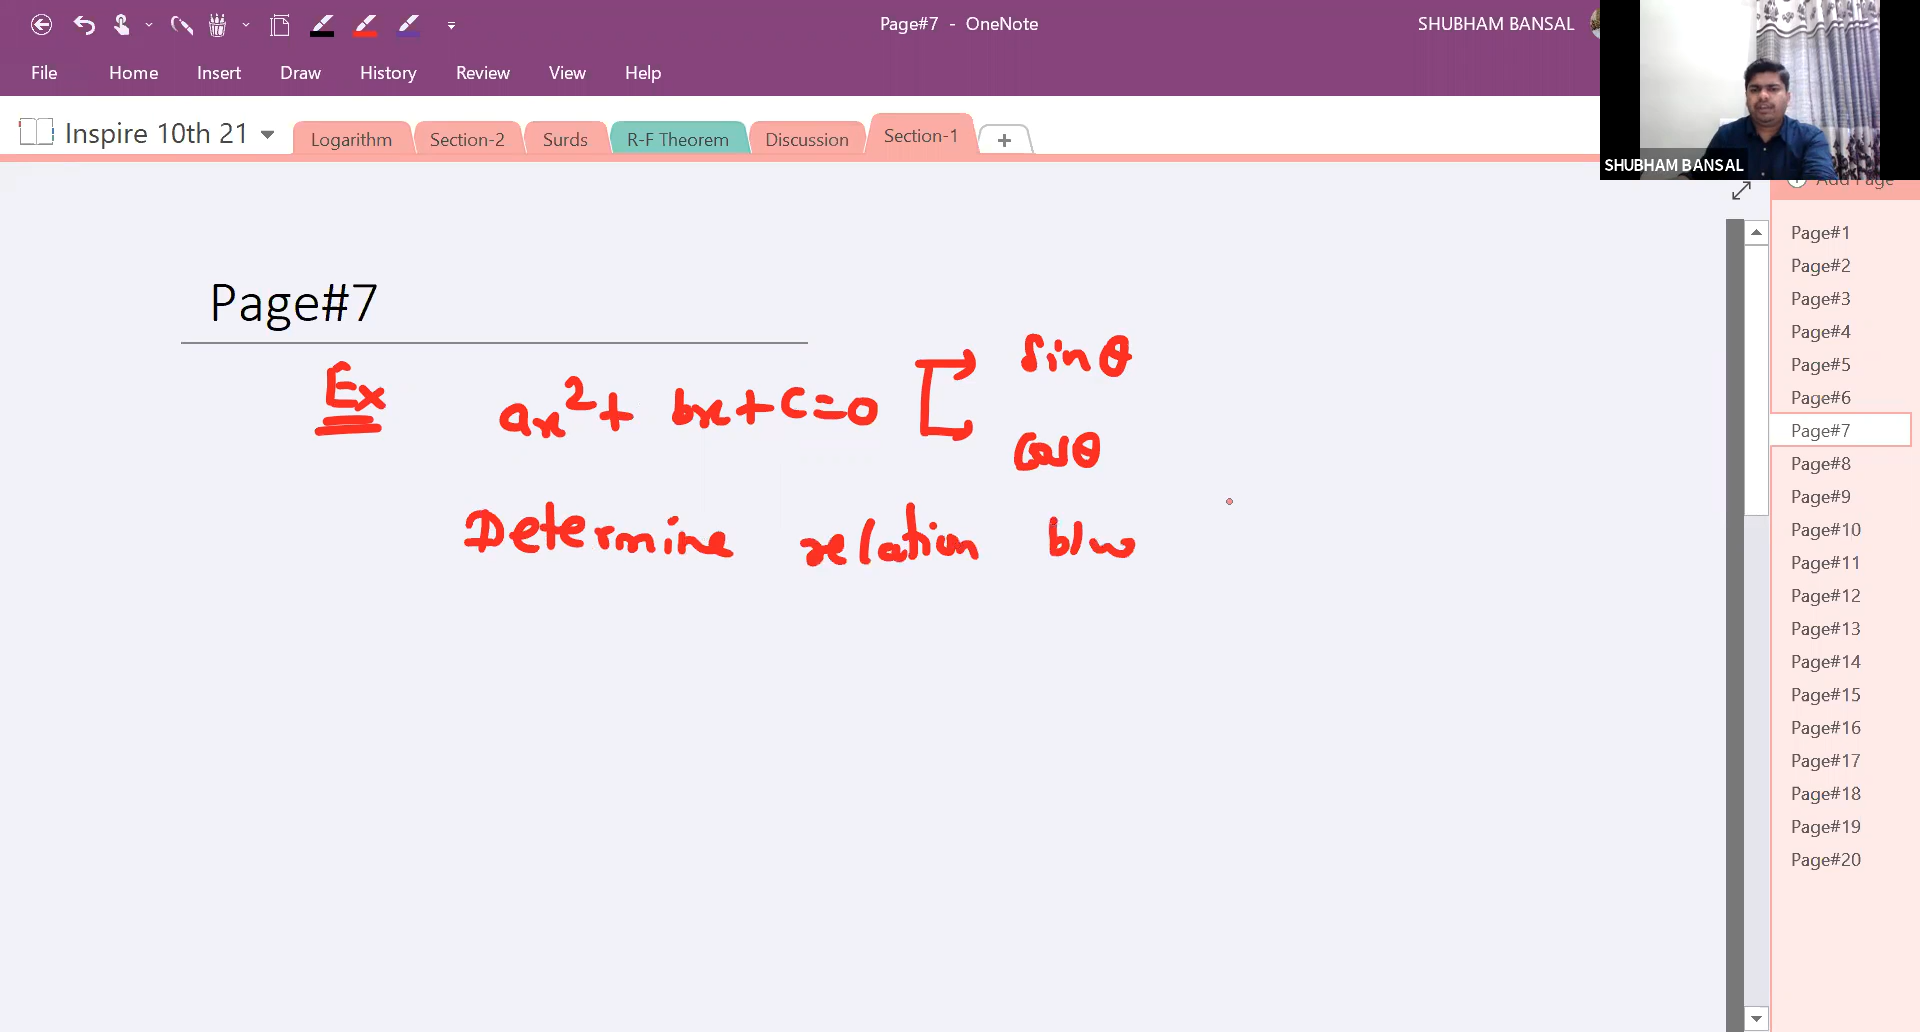 Page#7 - OneNote
SHUBHAM BANSAL
File Home Insert Draw History Review View Help
Inspire 10th 21
Logarithm Section-2 Surds R-F Theorem Discussion Section-1 +
SHUBHAM BANSAL
Add Page
Page#1
Page#2
Page#3
Page#4
Page#5
Page#6
Page#7
Page#8
Page#9
Page#10
Page#11
Page#12
Page#13
Page#14
Page#15
Page#16
Page#17
Page#18
Page#19
Page#20
Page#7
Ex ax²+ bx+c=0
sinθ
cosθ
Determine relation b/w